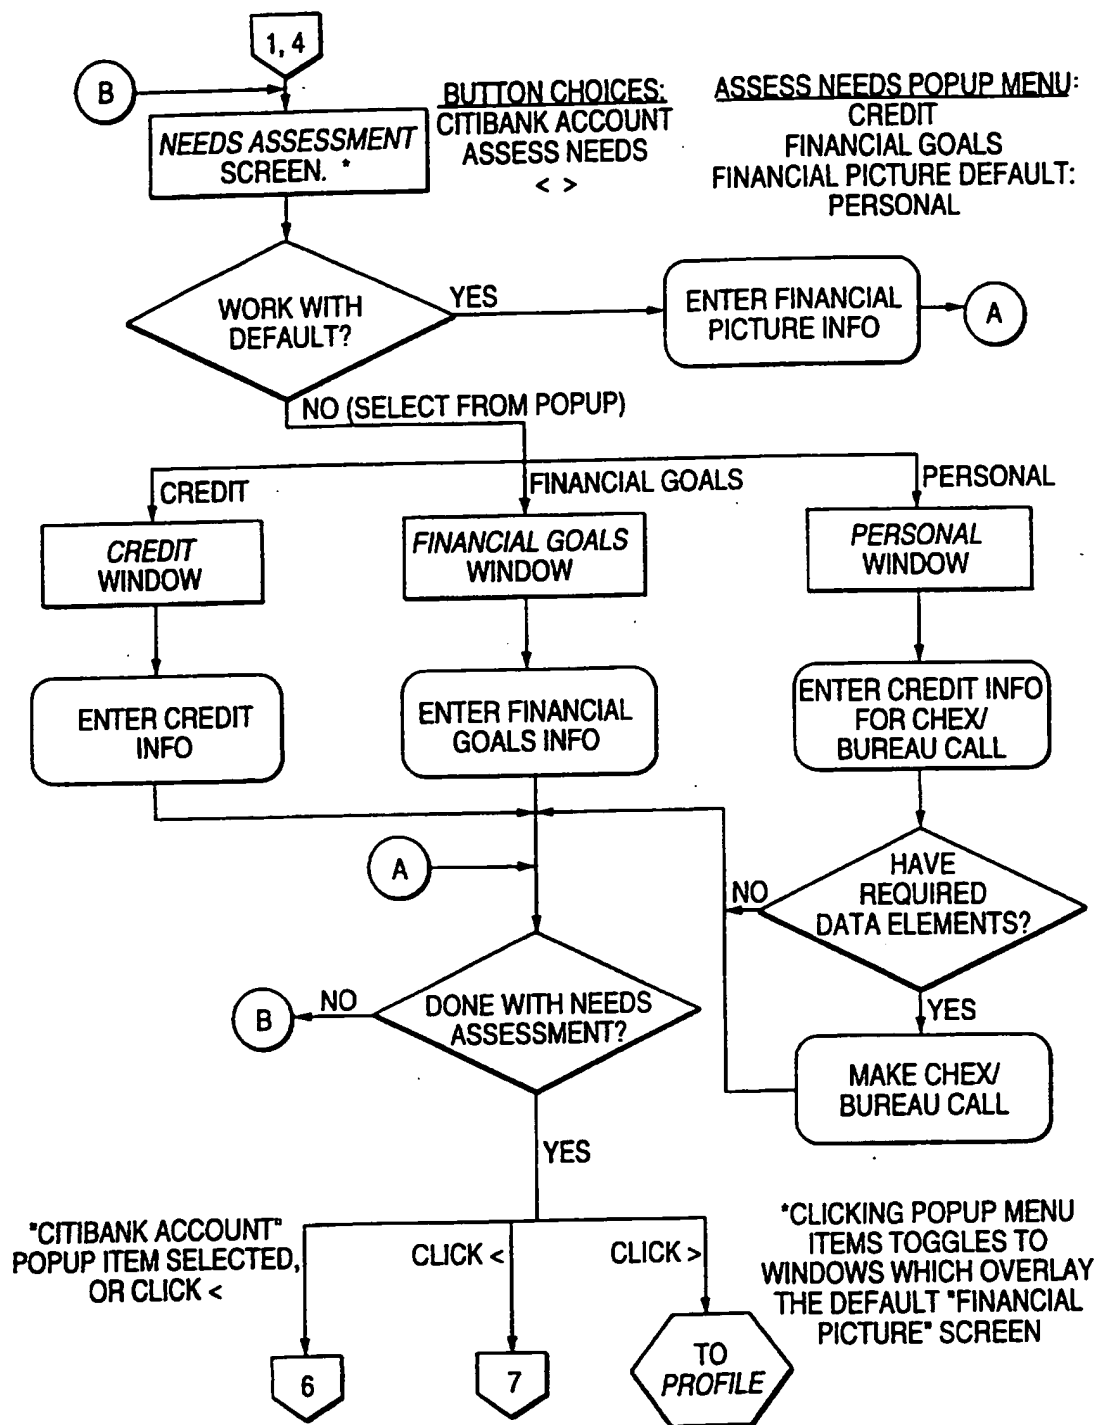 1, 4
B
NEEDS ASSESSMENT
SCREEN. *
BUTTON CHOICES:
CITIBANK ACCOUNT
ASSESS NEEDS
< >
ASSESS NEEDS POPUP MENU:
CREDIT
FINANCIAL GOALS
FINANCIAL PICTURE DEFAULT:
PERSONAL
WORK WITH
DEFAULT?
YES
ENTER FINANCIAL
PICTURE INFO
A
NO (SELECT FROM POPUP)
CREDIT
FINANCIAL GOALS
PERSONAL
CREDIT
WINDOW
FINANCIAL GOALS
WINDOW
PERSONAL
WINDOW
ENTER CREDIT
INFO
ENTER FINANCIAL
GOALS INFO
ENTER CREDIT INFO
FOR CHEX/
BUREAU CALL
A
HAVE
REQUIRED
DATA ELEMENTS?
NO
YES
MAKE CHEX/
BUREAU CALL
DONE WITH NEEDS
ASSESSMENT?
NO
B
YES
"CITIBANK ACCOUNT"
POPUP ITEM SELECTED,
OR CLICK <
CLICK <
CLICK >
6
7
TO
PROFILE
*CLICKING POPUP MENU
ITEMS TOGGLES TO
WINDOWS WHICH OVERLAY
THE DEFAULT "FINANCIAL
PICTURE" SCREEN